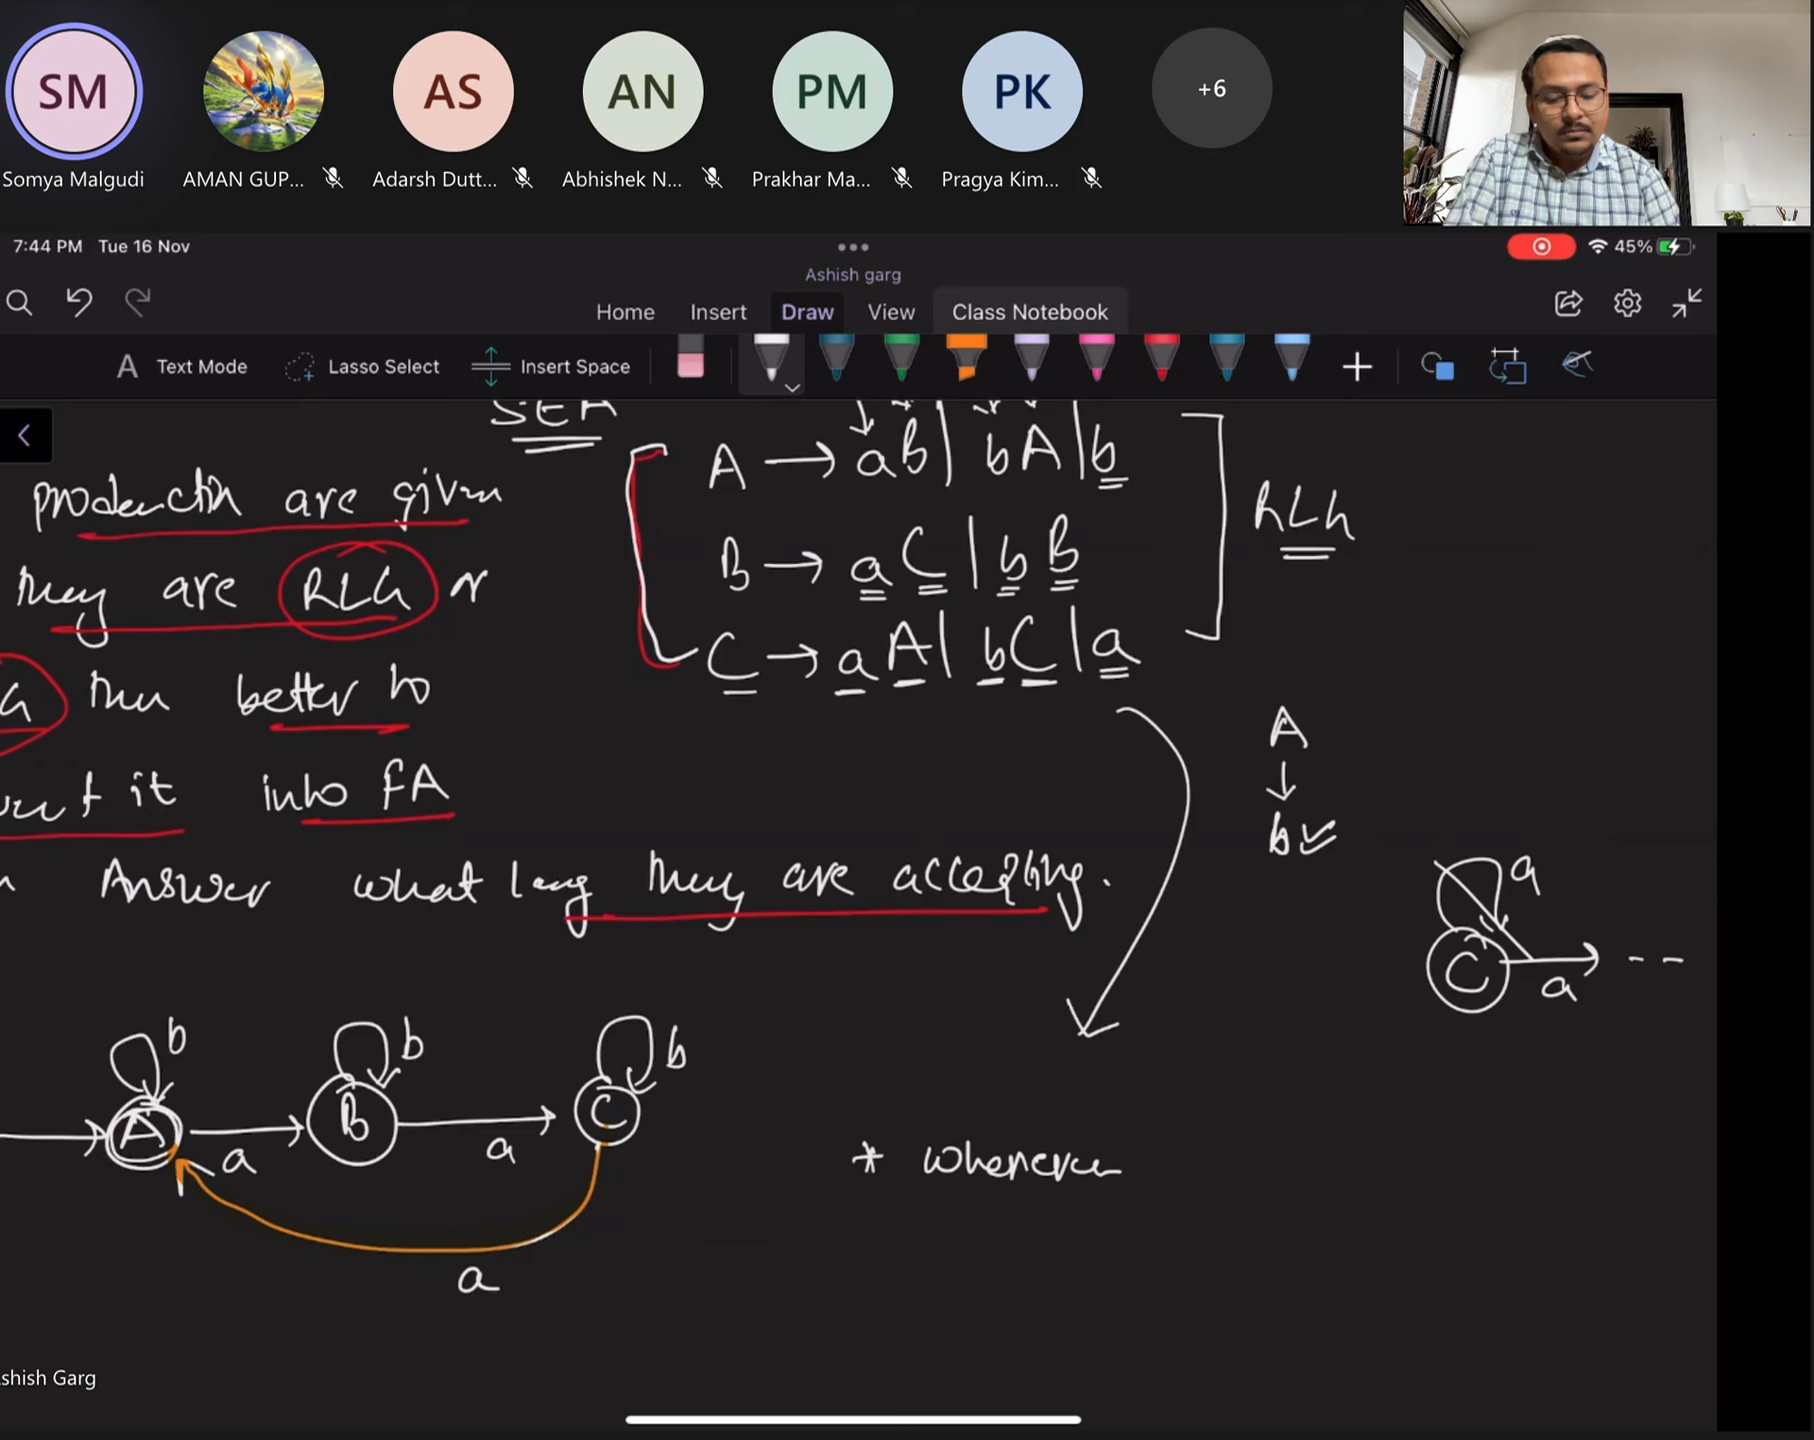 SM
AS
AN
PM
PK
+6
Somya Malgudi
AMAN GUP...
Adarsh Dutt...
Abhishek N...
Prakhar Ma...
Pragya Kim...
7:44 PM Tue 16 Nov
45%
Ashish garg
Home Insert Draw View Class Notebook
A Text Mode Lasso Select Insert Space
A → aB | bA | b
production are given
RLG
B → aC | bB
they are RLG or
C → aA | bC | a
G then better to
A
↓
it into FA
b
Answer what lang they are accepting.
a
C
a
b b b
A B C
a a
* whenever
a
shish Garg